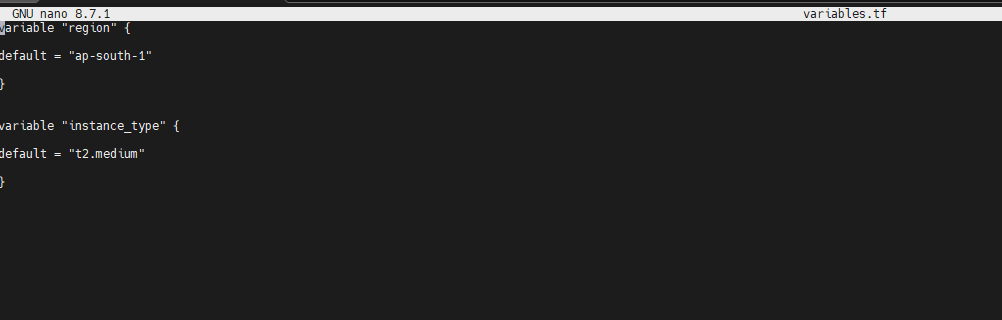 GNU nano 8.7.1 variables.tf
variable "region" {
default = "ap-south-1"
}
variable "instance_type" {
default = "t2.medium"
}